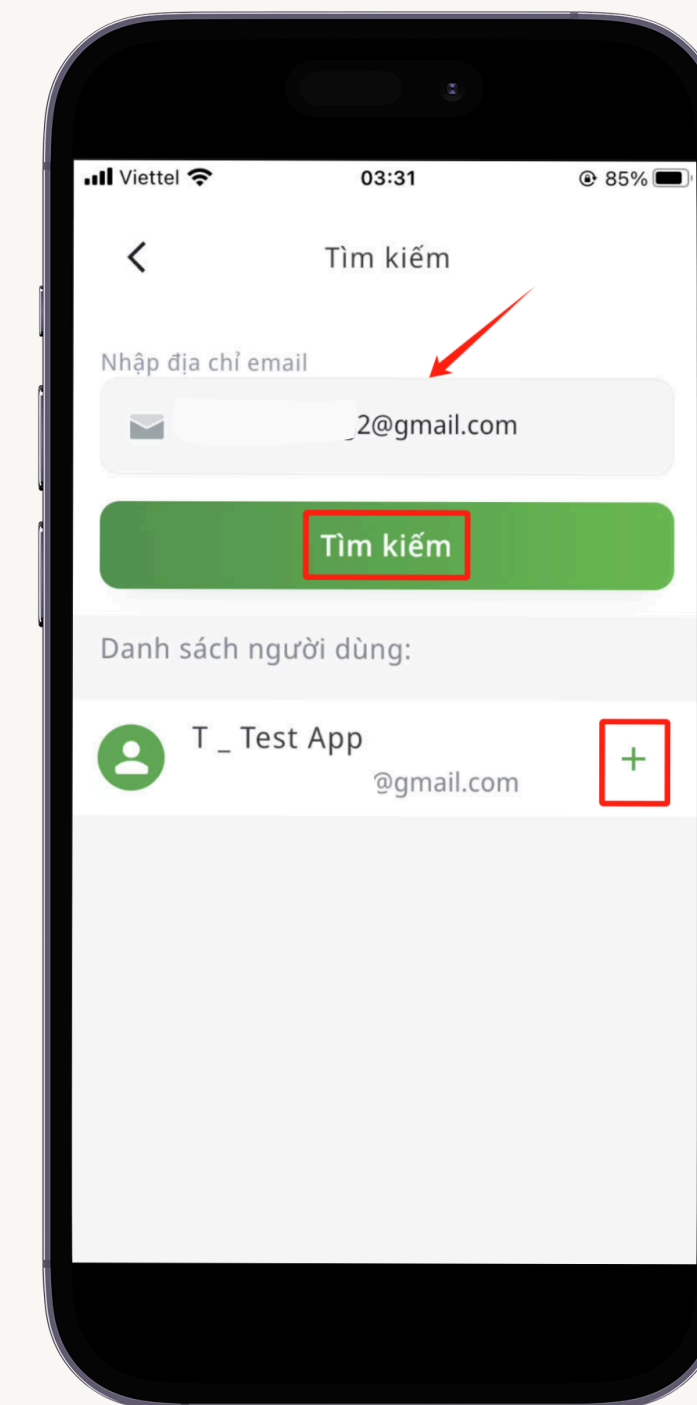 Viettel 03:31 85%
Tìm kiếm
Nhập địa chỉ email
2@gmail.com
Tìm kiếm
Danh sách người dùng:
T _ Test App
@gmail.com
+